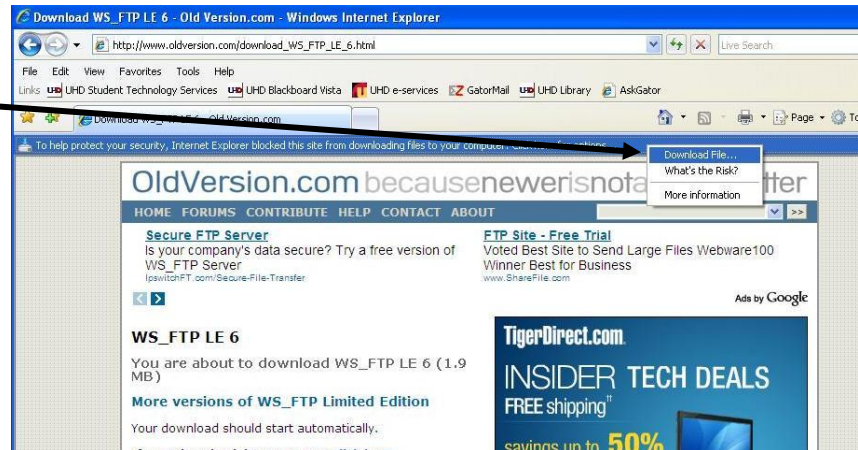 Download WS_FTP LE 6 - Old Version.com - Windows Internet Explorer
http://www.oldversion.com/download_WS_FTP_LE_6.html
Live Search
File Edit View Favorites Tools Help
Links UHD Student Technology Services UHD Blackboard Vista UHD e-services GatorMail UHD Library AskGator
Download WS_FTP LE 6 - Old Version.com
Page
To help protect your security, Internet Explorer blocked this site from downloading files to your computer. Click here for options...
Download File...
What's the Risk?
More information
OldVersion.com becausenewerisnota tter
HOME FORUMS CONTRIBUTE HELP CONTACT ABOUT
>>
Secure FTP Server
Is your company's data secure? Try a free version of
WS_FTP Server
IpswitchFT.com/Secure-File-Transfer
FTP Site - Free Trial
Voted Best Site to Send Large Files Webware100
Winner Best for Business
www.ShareFile.com
Ads by Google
WS_FTP LE 6
You are about to download WS_FTP LE 6 (1.9
MB)
More versions of WS_FTP Limited Edition
Your download should start automatically.
TigerDirect.com
INSIDER TECH DEALS
FREE shipping††
savings up to 50%